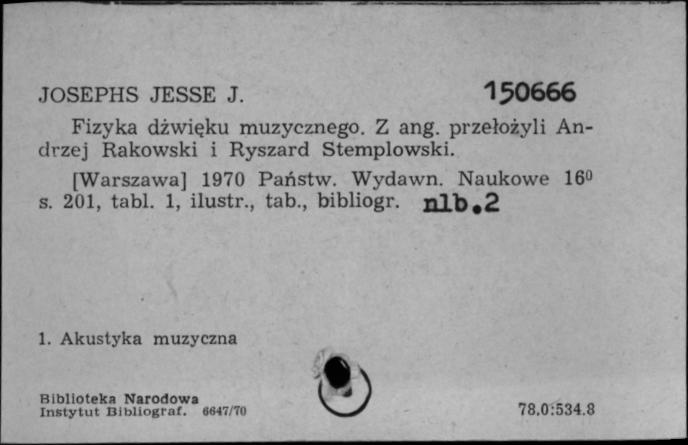 JOSEPHS JESSE J. 150666
Fizyka dźwięku muzycznego. Z ang. przełożyli An-
drzej Rakowski i Ryszard Stemplowski.
[Warszawa] 1970 Państw. Wydawn. Naukowe 16⁰
s. 201, tabl. 1, ilustr., tab., bibliogr. nlb.2
1. Akustyka muzyczna
Biblioteka Narodowa
Instytut Bibliograf. 6647/70 78.0:534.8